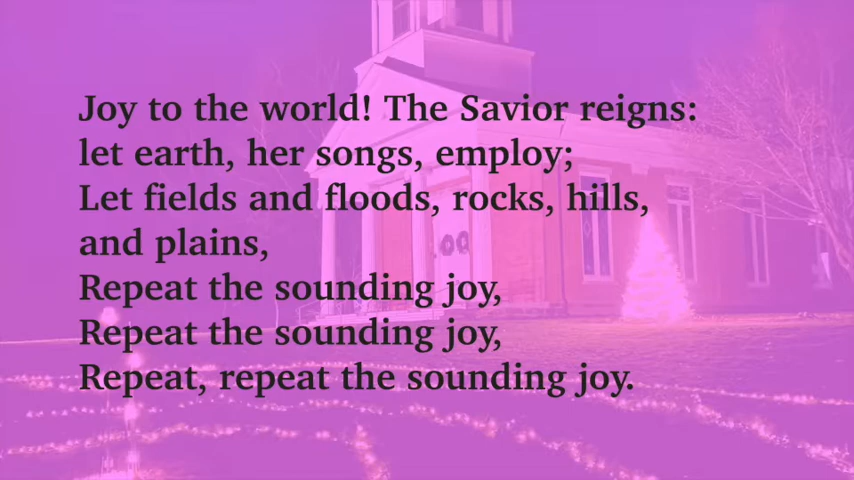 Joy to the world! The Savior reigns:
let earth, her songs, employ;
Let fields and floods, rocks, hills,
and plains,
Repeat the sounding joy,
Repeat the sounding joy,
Repeat, repeat the sounding joy.